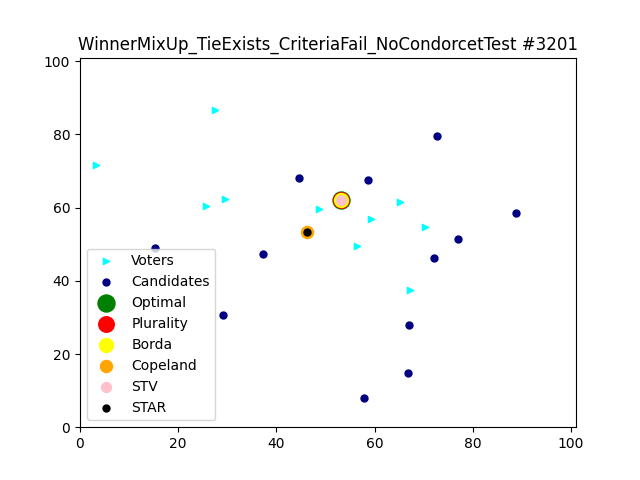 WinnerMixUp_TieExists_CriteriaFail_NoCondorcetTest #3201
100
80
60
40
20
0
Voters
Candidates
Optimal
Plurality
Borda
Copeland
STV
STAR
0 20 40 60 80 100